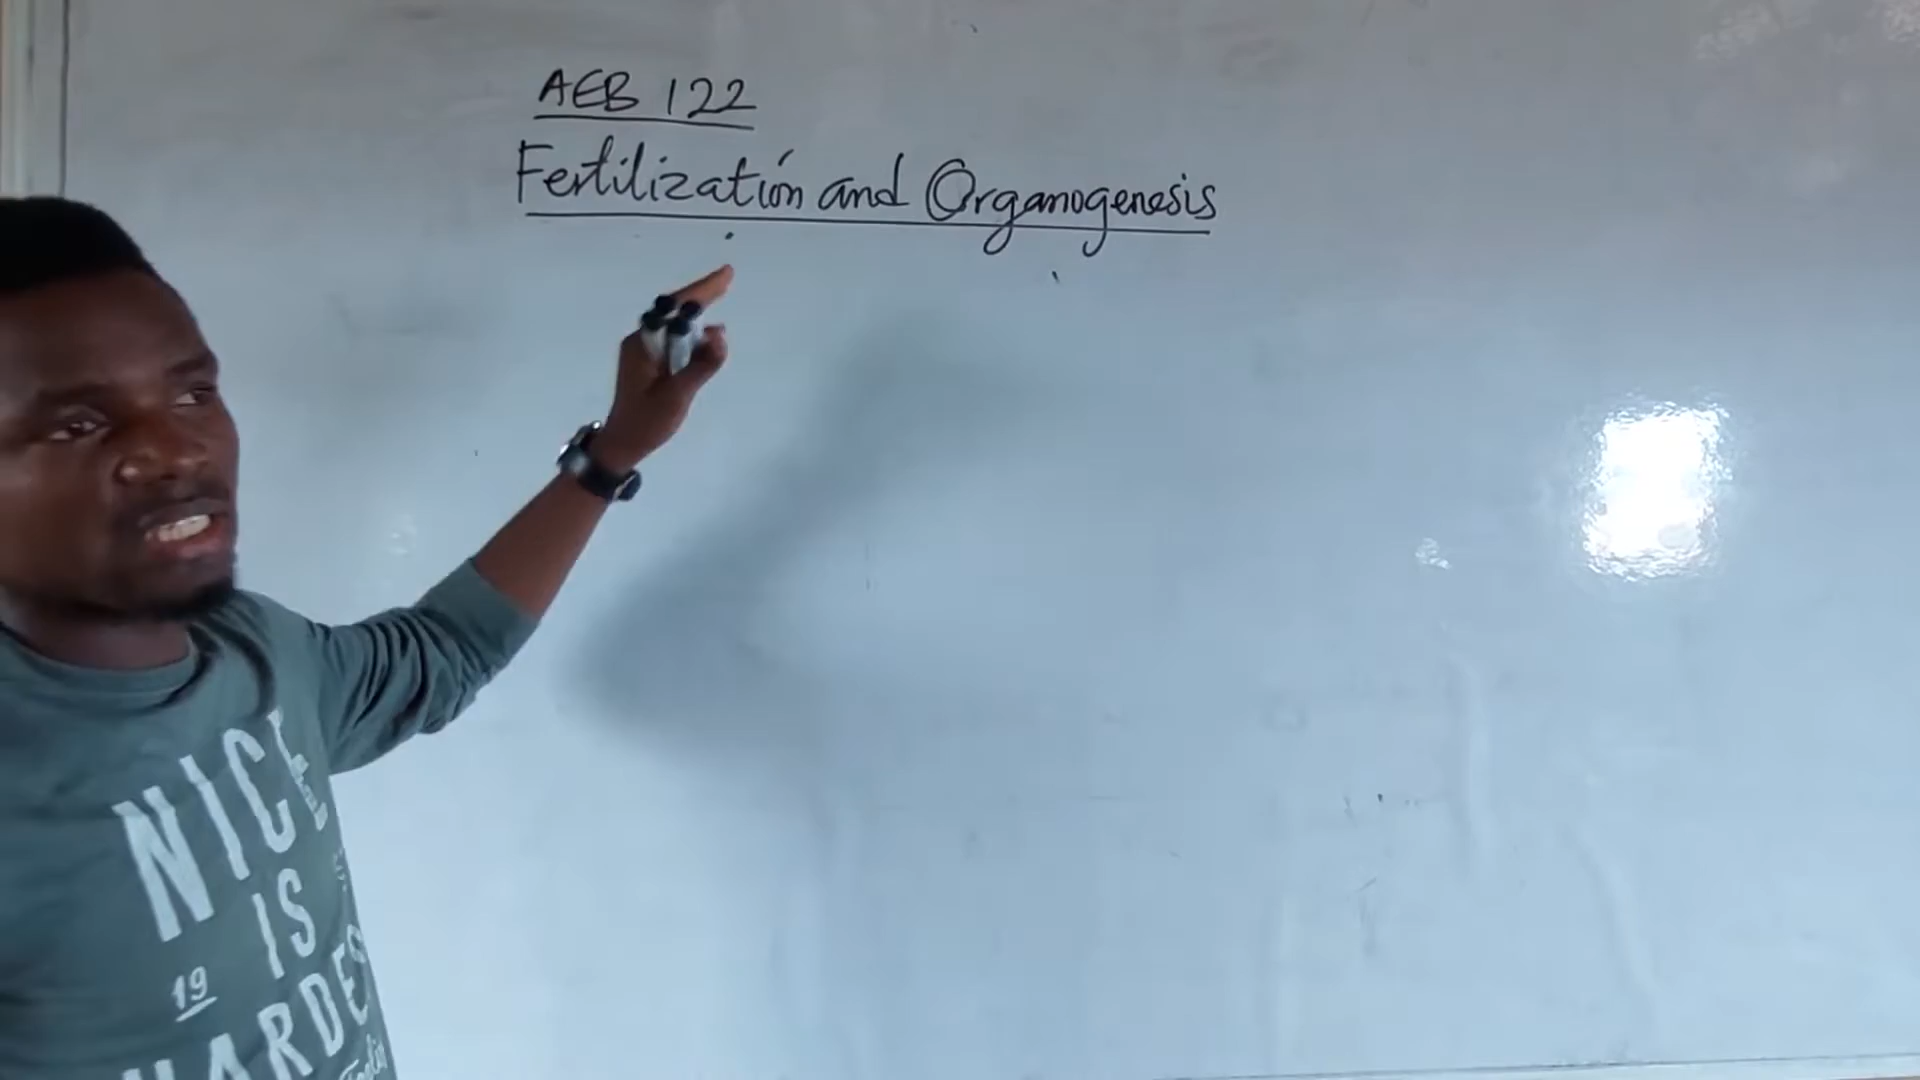 AEB 122
Fertilization and Organogenesis
NICE
IS
19
HARDE